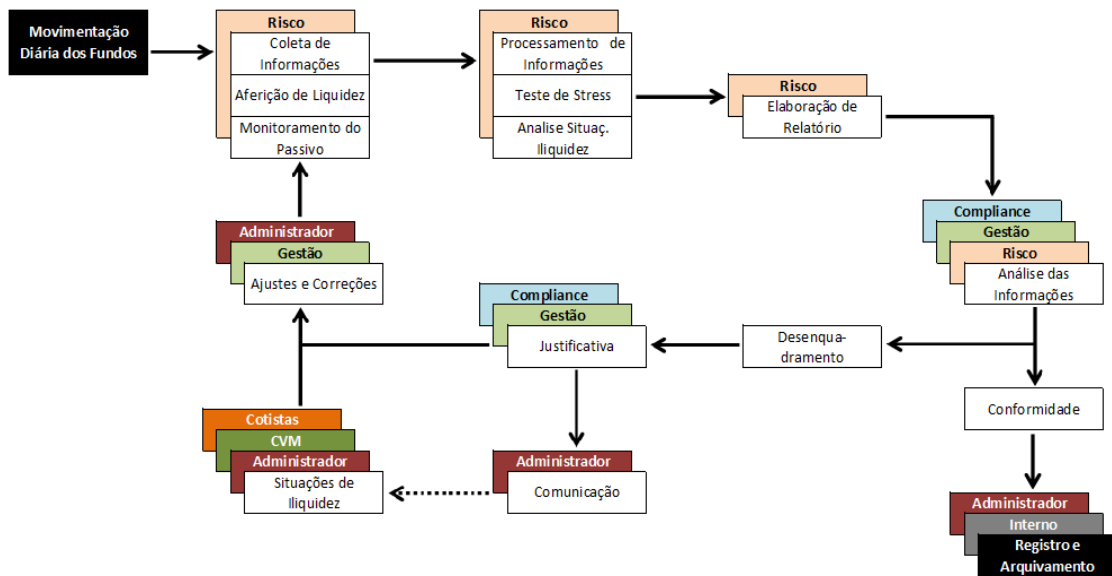 Movimentação
Diária dos Fundos
Risco
Coleta de
Informações
Aferição de Liquidez
Monitoramento do
Passivo
Risco
Processamento de
Informações
Teste de Stress
Analise Situaç.
Iliquidez
Risco
Elaboração de
Relatório
Compliance
Gestão
Risco
Análise das
Informações
Administrador
Gestão
Ajustes e Correções
Compliance
Gestão
Justificativa
Desenqua-
dramento
Conformidade
Cotistas
CVM
Administrador
Situações de
Iliquidez
Administrador
Comunicação
Administrador
Interno
Registro e
Arquivamento